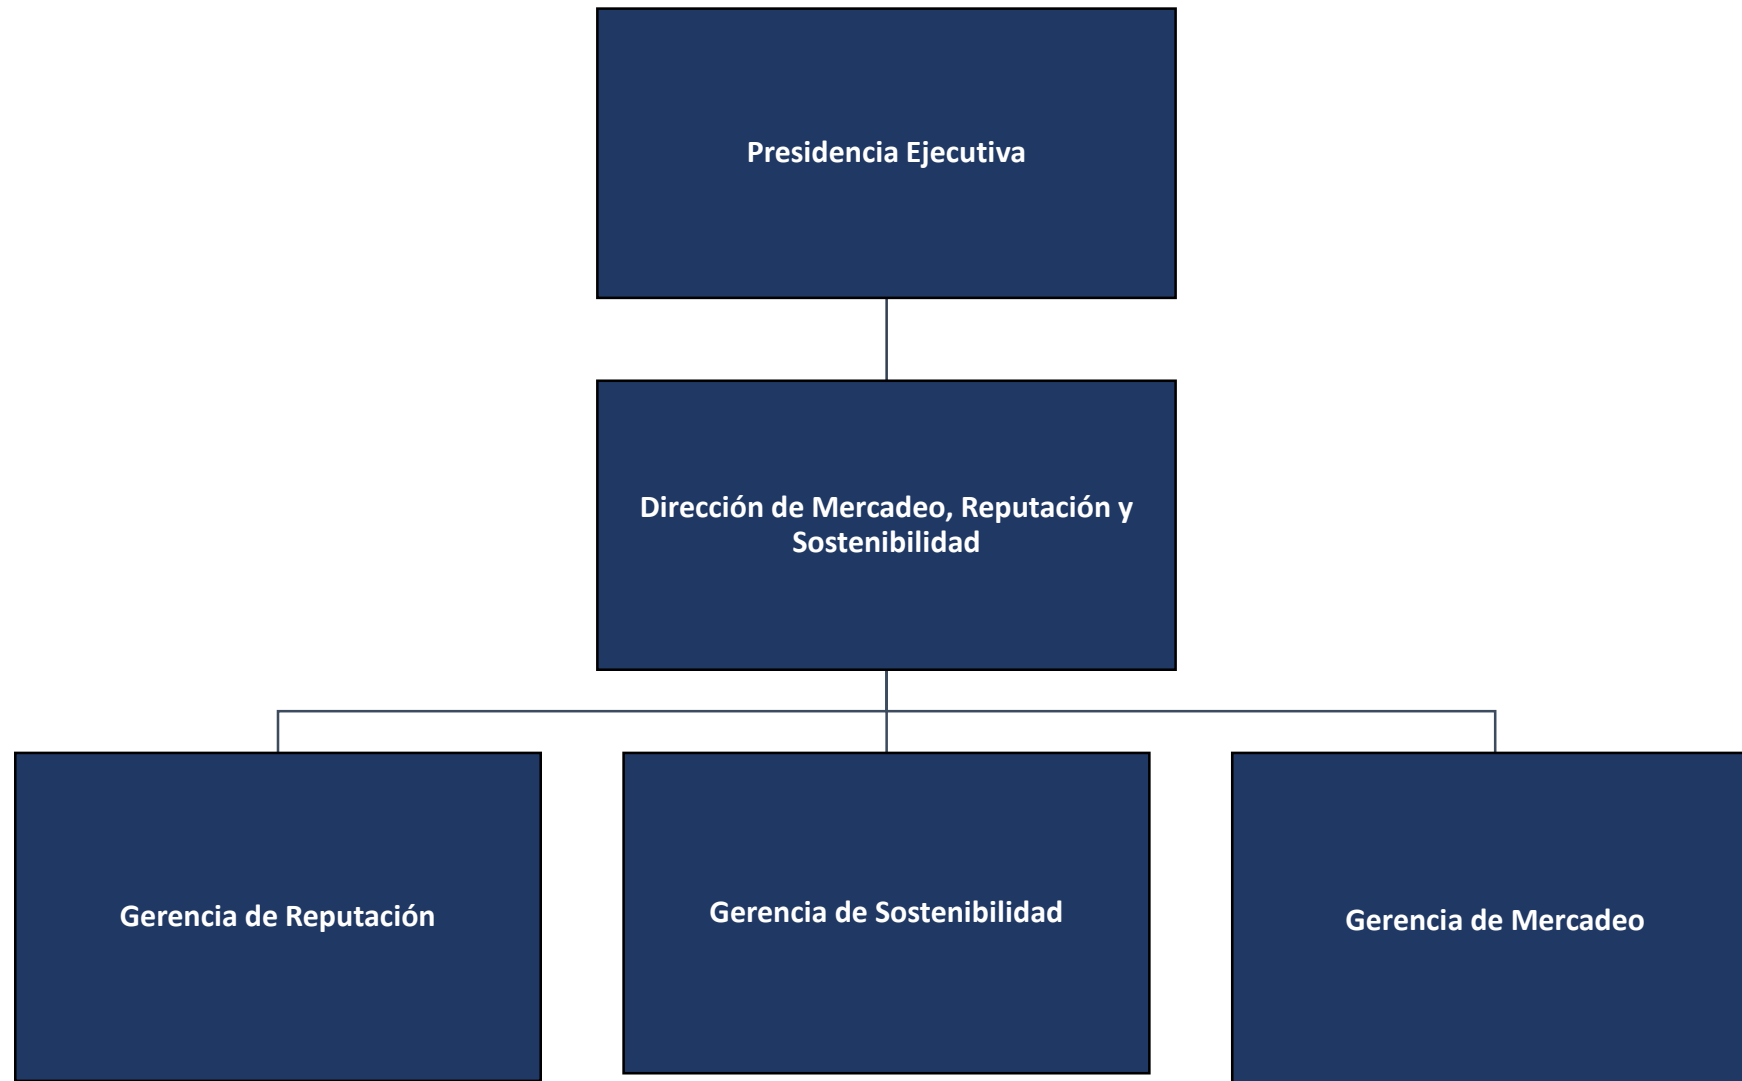 Presidencia Ejecutiva
Dirección de Mercadeo, Reputación y
Sostenibilidad
Gerencia de Reputación
Gerencia de Sostenibilidad
Gerencia de Mercadeo